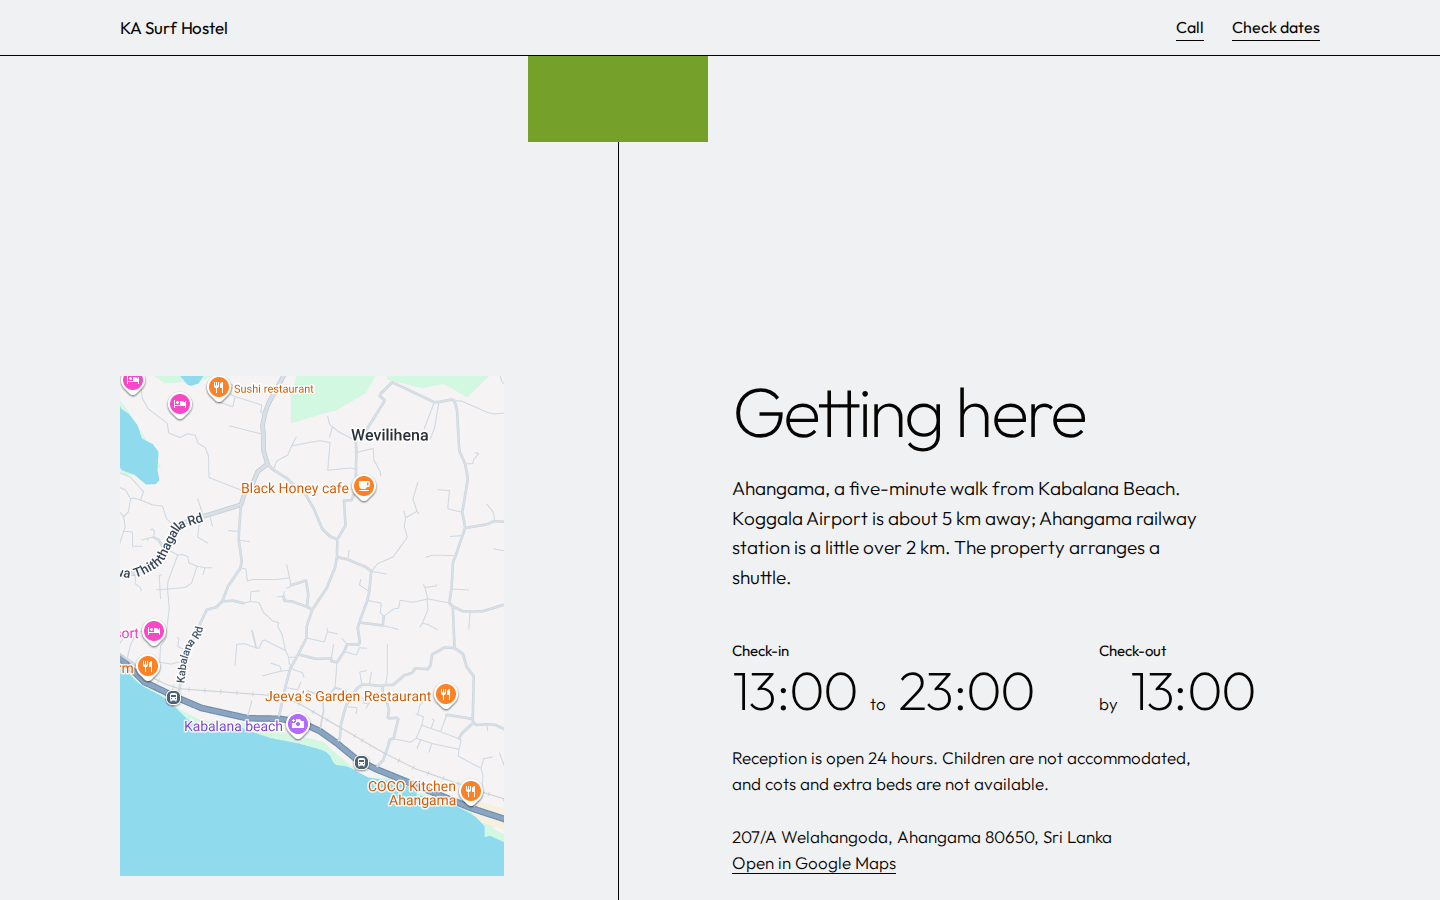 KA Surf Hostel
Call
Check dates
Sushi restaurant
Wevilihena
Black Honey cafe
va Thiththagalla Rd
sort
Kabalana Rd
rm
Jeeva's Garden Restaurant
Kabalana beach
COCO Kitchen
Ahangama
Getting here
Ahangama, a five-minute walk from Kabalana Beach.
Koggala Airport is about 5 km away; Ahangama railway
station is a little over 2 km. The property arranges a
shuttle.
Check-in
13:00 to 23:00
Check-out
by 13:00
Reception is open 24 hours. Children are not accommodated,
and cots and extra beds are not available.
207/A Welahangoda, Ahangama 80650, Sri Lanka
Open in Google Maps